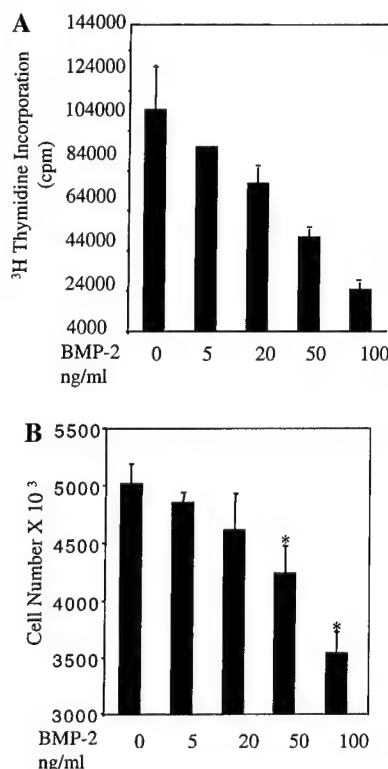 A
144000
124000
104000
84000
64000
44000
24000
4000
³H Thymidine Incorporation
(cpm)
BMP-2 0 5 20 50 100
ng/ml
B
5500
5000
4500
4000
3500
3000
Cell Number X 10³
* *
BMP-2 0 5 20 50 100
ng/ml